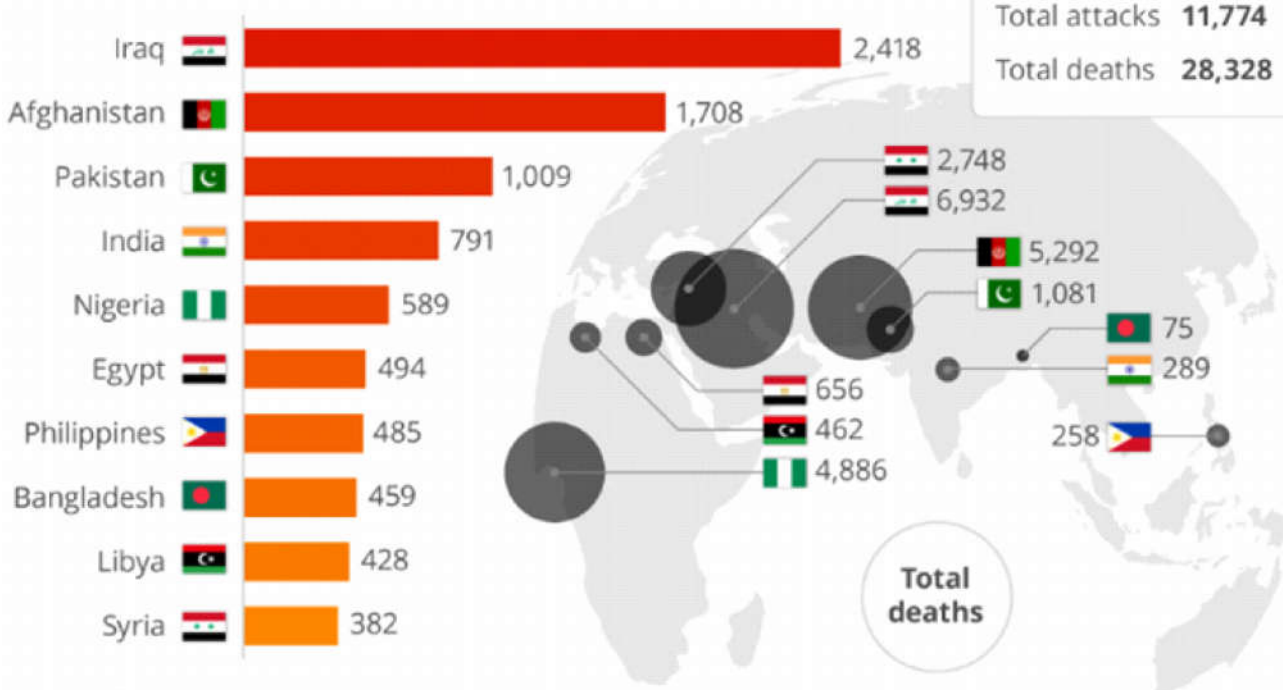 Total attacks 11,774
Total deaths 28,328
Iraq 2,418
Afghanistan 1,708
Pakistan 1,009
India 791
Nigeria 589
Egypt 494
Philippines 485
Bangladesh 459
Libya 428
Syria 382
2,748
6,932
5,292
1,081
75
289
656
462
258
4,886
Total
deaths